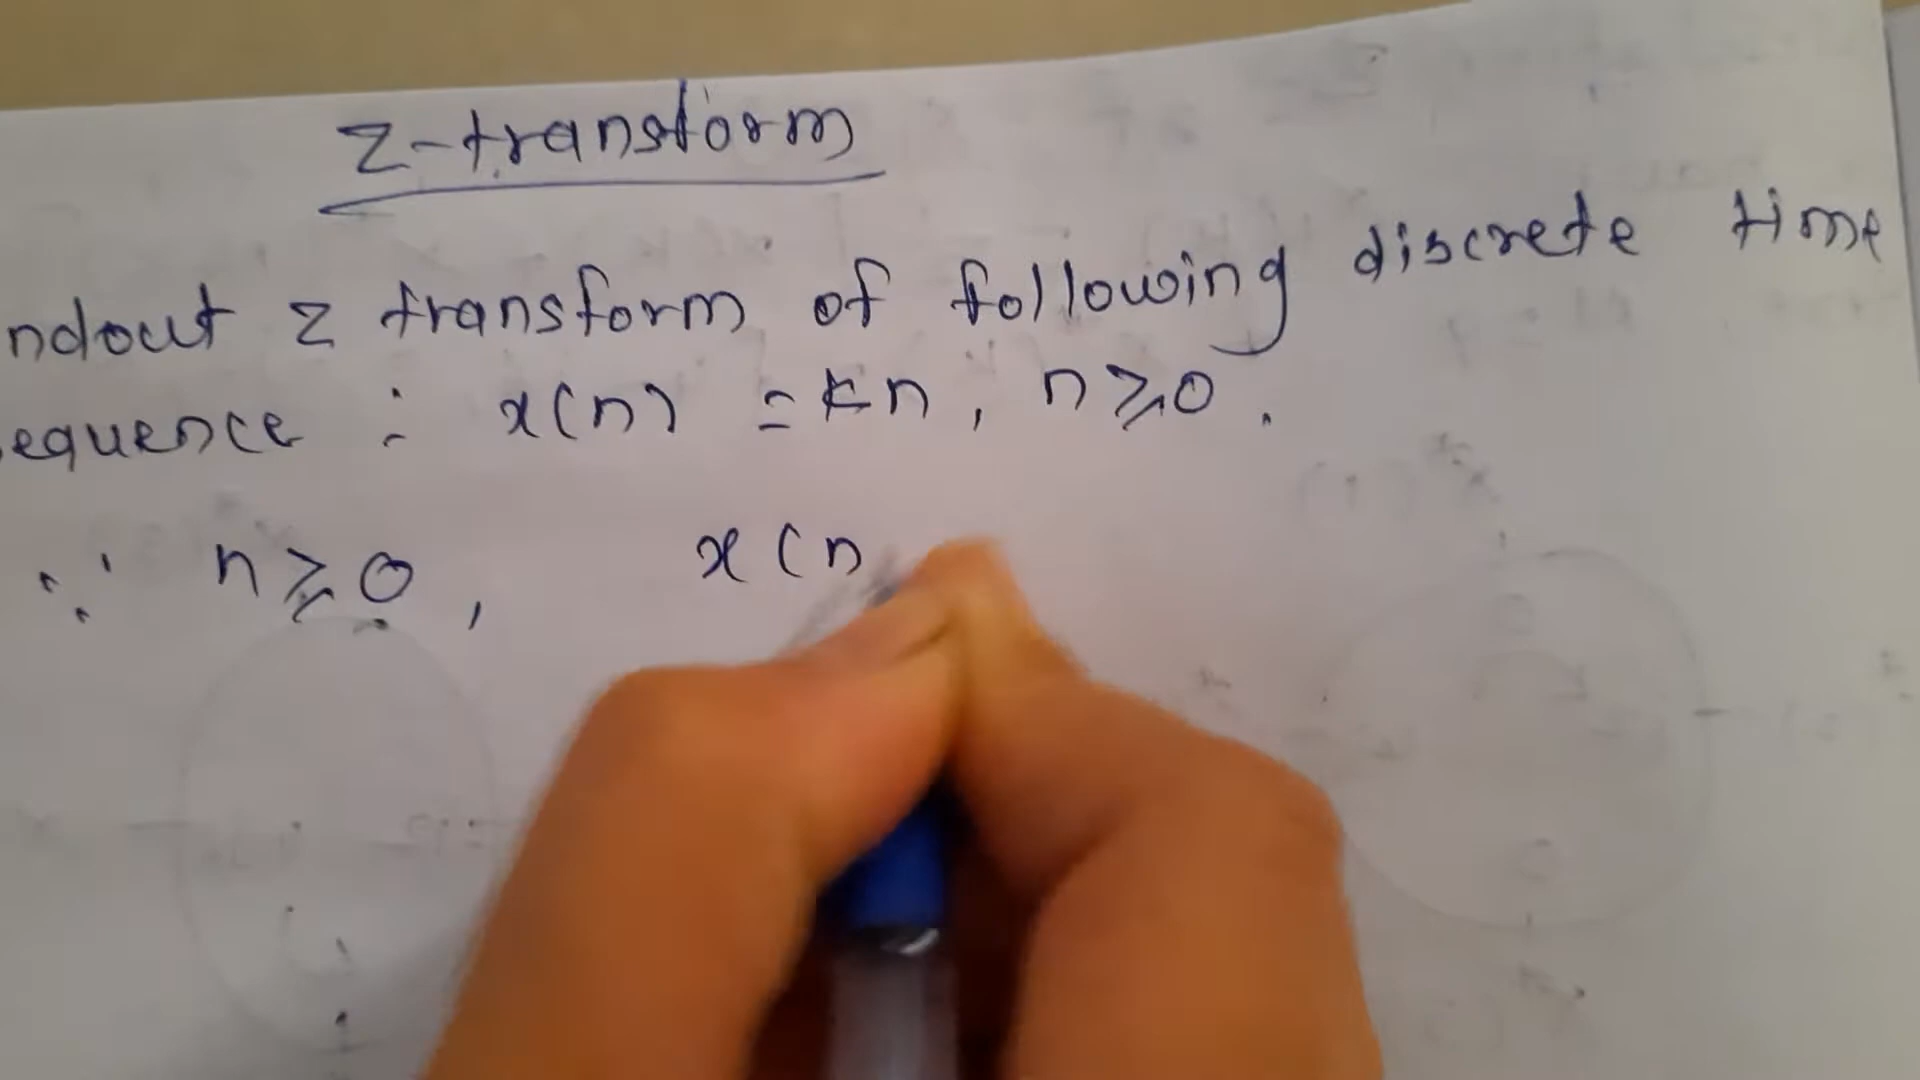 z-transform
ndout z transform of following discrete time
equence : x(n) = kn, n ≥ 0.
∵ n ≥ 0, x(n